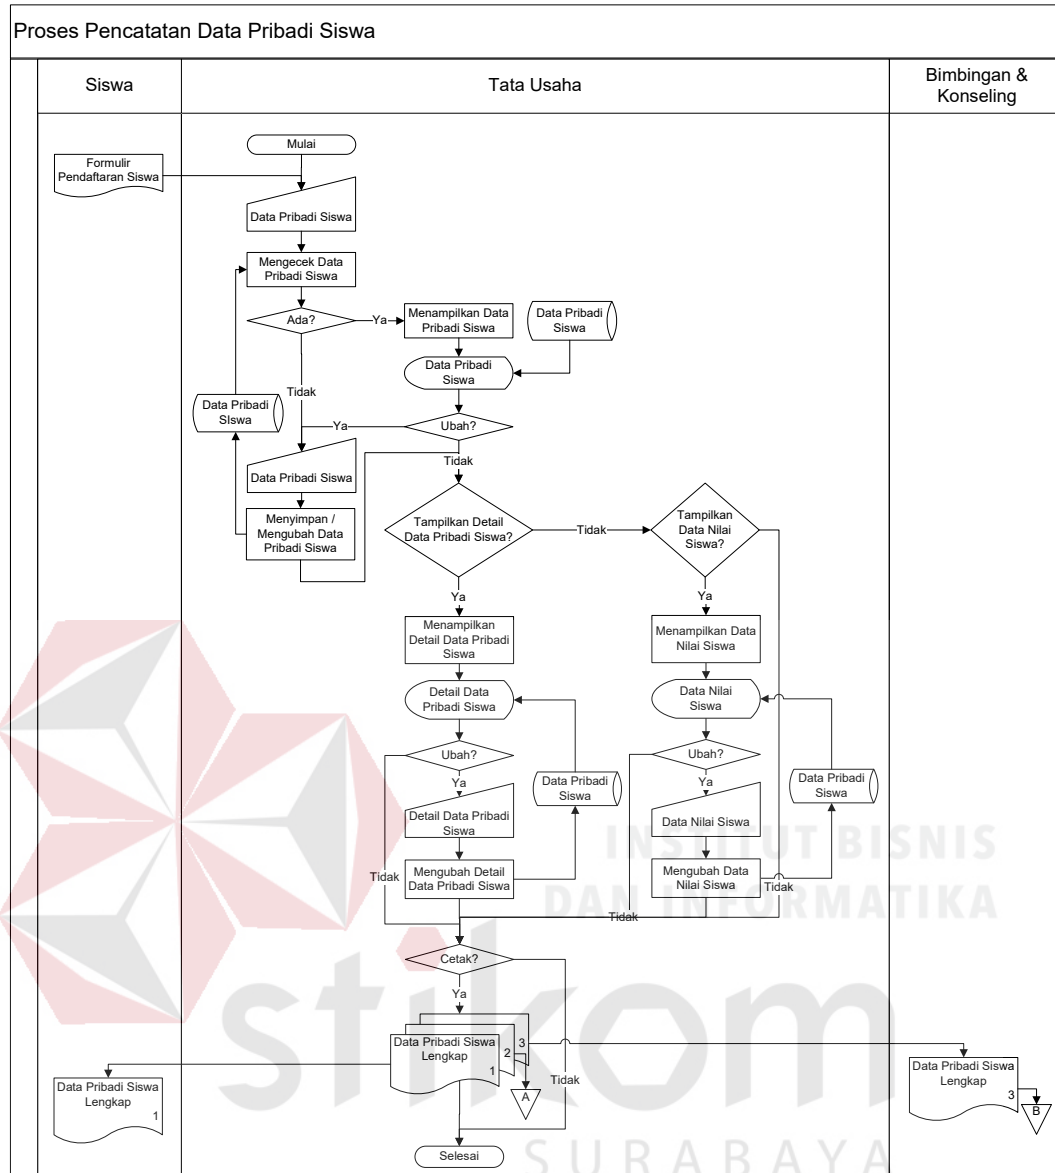 Proses Pencatatan Data Pribadi Siswa
Siswa
Tata Usaha
Bimbingan &
Konseling
Mulai
Formulir
Pendaftaran Siswa
Data Pribadi Siswa
Mengecek Data
Pribadi Siswa
Ada?
Ya
Menampilkan Data
Pribadi Siswa
Data Pribadi
Siswa
Data Pribadi
Siswa
Tidak
Data Pribadi
SIswa
Ya
Ubah?
Tidak
Data Pribadi Siswa
Menyimpan /
Mengubah Data
Pribadi Siswa
Tampilkan Detail
Data Pribadi Siswa?
Tidak
Tampilkan
Data Nilai
Siswa?
Ya
Ya
Menampilkan
Detail Data Pribadi
Siswa
Menampilkan Data
Nilai Siswa
Detail Data
Pribadi Siswa
Data Nilai
Siswa
Ubah?
Ubah?
Ya
Ya
Data Pribadi
Siswa
Data Pribadi
Siswa
Detail Data Pribadi
Siswa
Data Nilai Siswa
Mengubah Detail
Data Pribadi Siswa
Mengubah Data
Nilai Siswa
Tidak
Tidak
Tidak
INSTITUT BISNIS
DAN INFORMATIKA
Cetak?
Ya
stikom
Data Pribadi Siswa
Lengkap
1
2
3
A
Tidak
Data Pribadi Siswa
Lengkap
1
Data Pribadi Siswa
Lengkap
3
B
Selesai
SURABAYA